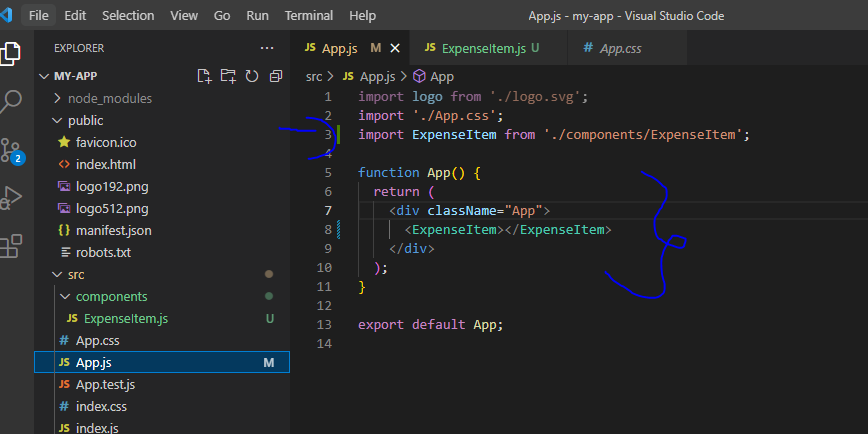 File Edit Selection View Go Run Terminal Help App.js - my-app - Visual Studio Code
EXPLORER ...
MY-APP
node_modules
public
favicon.ico
index.html
logo192.png
logo512.png
manifest.json
robots.txt
src
components
ExpenseItem.js U
App.css
App.js M
App.test.js
index.css
index.js
2
JS App.js M JS ExpenseItem.js U # App.css
src > JS App.js > App
1 import logo from './logo.svg';
2 import './App.css';
3 import ExpenseItem from './components/ExpenseItem';
4
5 function App() {
6 return (
7 <div className="App">
8 <ExpenseItem></ExpenseItem>
9 </div>
10 );
11 }
12
13 export default App;
14